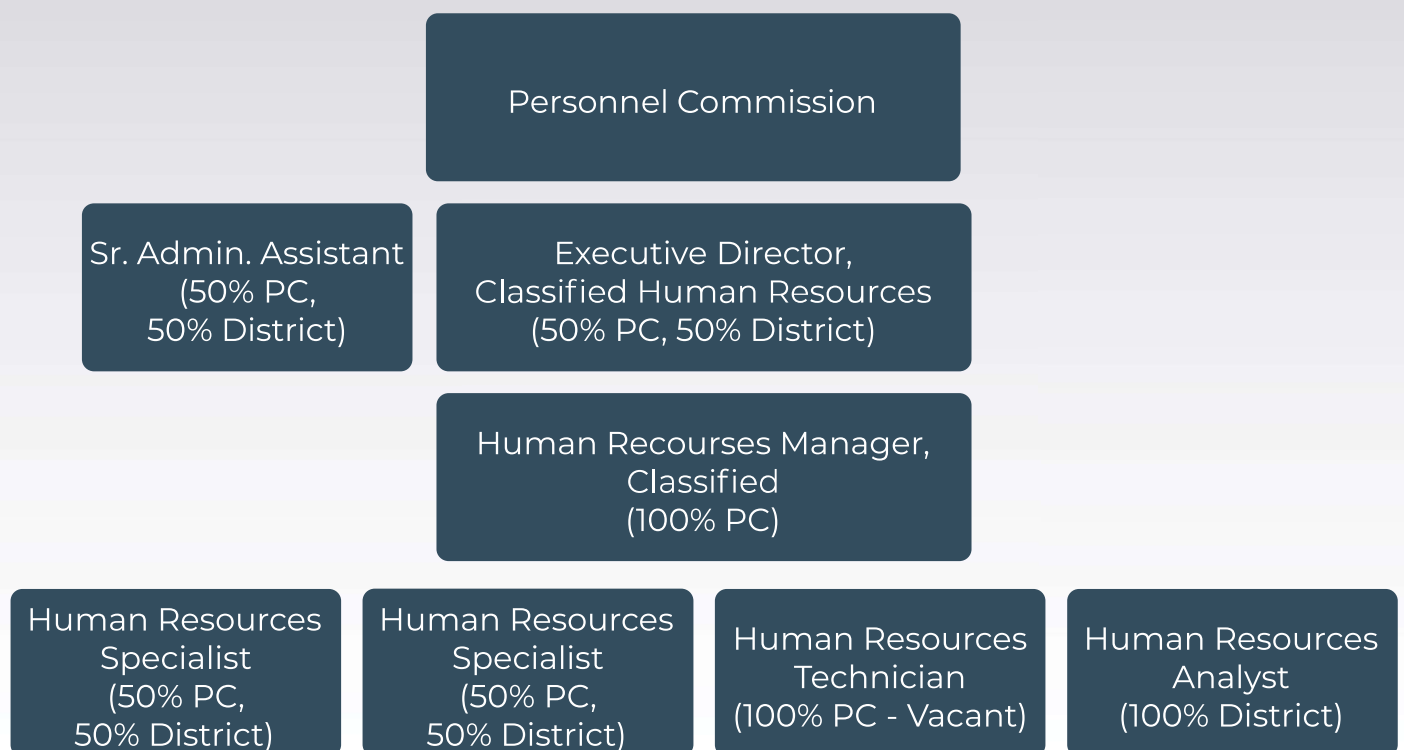 Personnel Commission
Sr. Admin. Assistant
(50% PC,
50% District)
Executive Director,
Classified Human Resources
(50% PC, 50% District)
Human Recourses Manager,
Classified
(100% PC)
Human Resources
Specialist
(50% PC,
50% District)
Human Resources
Specialist
(50% PC,
50% District)
Human Resources
Technician
(100% PC - Vacant)
Human Resources
Analyst
(100% District)